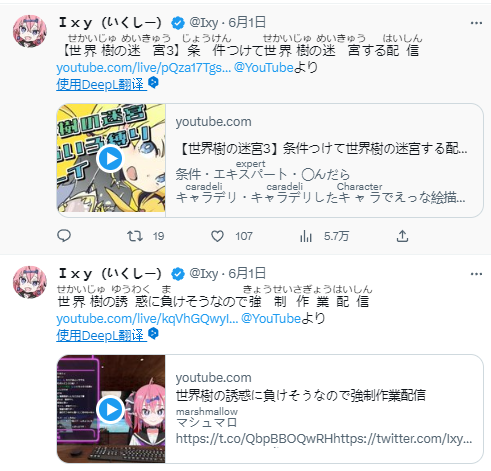 Ｉｘｙ（いくしー） @Ixy · 6月1日
せかいじゅ めいきゅう じょうけん せかいじゅ めいきゅう はいしん
【世界樹の迷宮3】条件つけて世界樹の迷宮する配信
youtube.com/live/pQza17Tgs... @YouTubeより
使用DeepL翻译
youtube.com
【世界樹の迷宮3】条件つけて世界樹の迷宮する配...
expert
条件・エキスパート・◯んだら
caradeli caradeli Character
キャラデリ・キャラデリしたキャラでえっな絵描...
19 107 5.7万
Ｉｘｙ（いくしー） @Ixy · 6月1日
せかいじゅ ゆうわく ま きょうせいさぎょうはいしん
世界樹の誘惑に負けそうなので強制作業配信
youtube.com/live/kqVhGQwyI... @YouTubeより
使用DeepL翻译
youtube.com
世界樹の誘惑に負けそうなので強制作業配信
marshmallow
マシュマロ
https://t.co/QbpBBOQwRHhttps://twitter.com/Ixy...